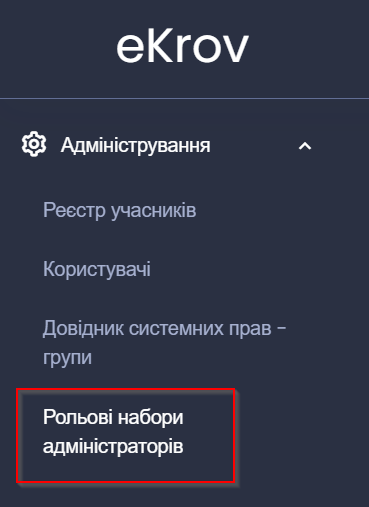 eKrov
Адміністрування
Реєстр учасників
Користувачі
Довідник системних прав -
групи
Рольові набори
адміністраторів